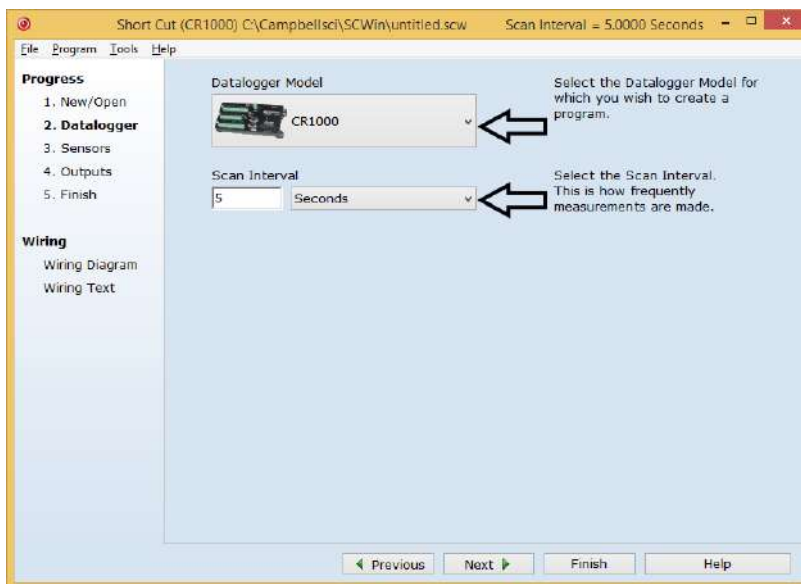 Short Cut (CR1000) C:\Campbellsci\SCWin\untitled.scw Scan Interval = 5.0000 Seconds
File Program Tools Help
Progress
1. New/Open
2. Datalogger
3. Sensors
4. Outputs
5. Finish
Wiring
Wiring Diagram
Wiring Text
Datalogger Model
CR1000
Select the Datalogger Model for
which you wish to create a
program.
Scan Interval
5 Seconds
Select the Scan Interval.
This is how frequently
measurements are made.
Previous Next Finish Help